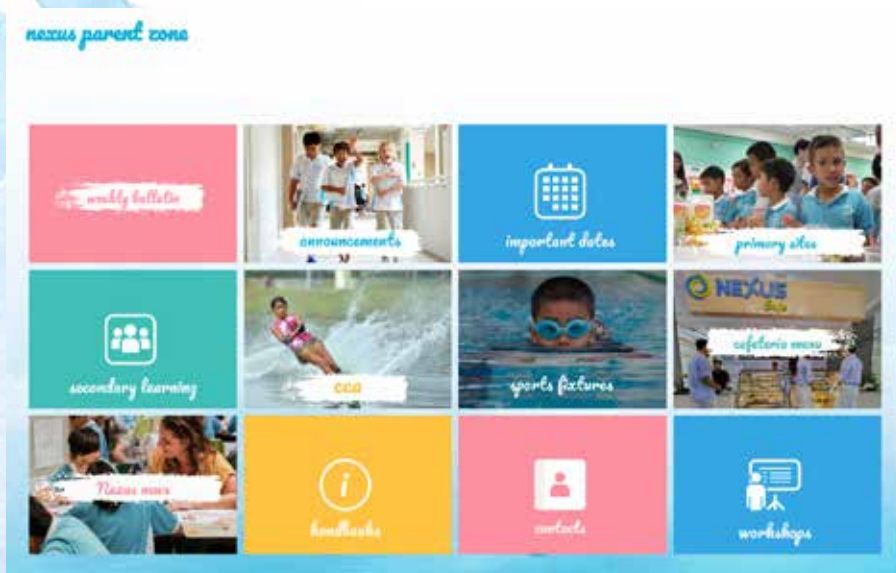 nexus parent zone
weekly bulletin
announcements
important dates
primary sites
secondary learning
cca
sports fixtures
NEXUS
Cafe
cafeteria menu
Nexus news
i
handbooks
contacts
workshops